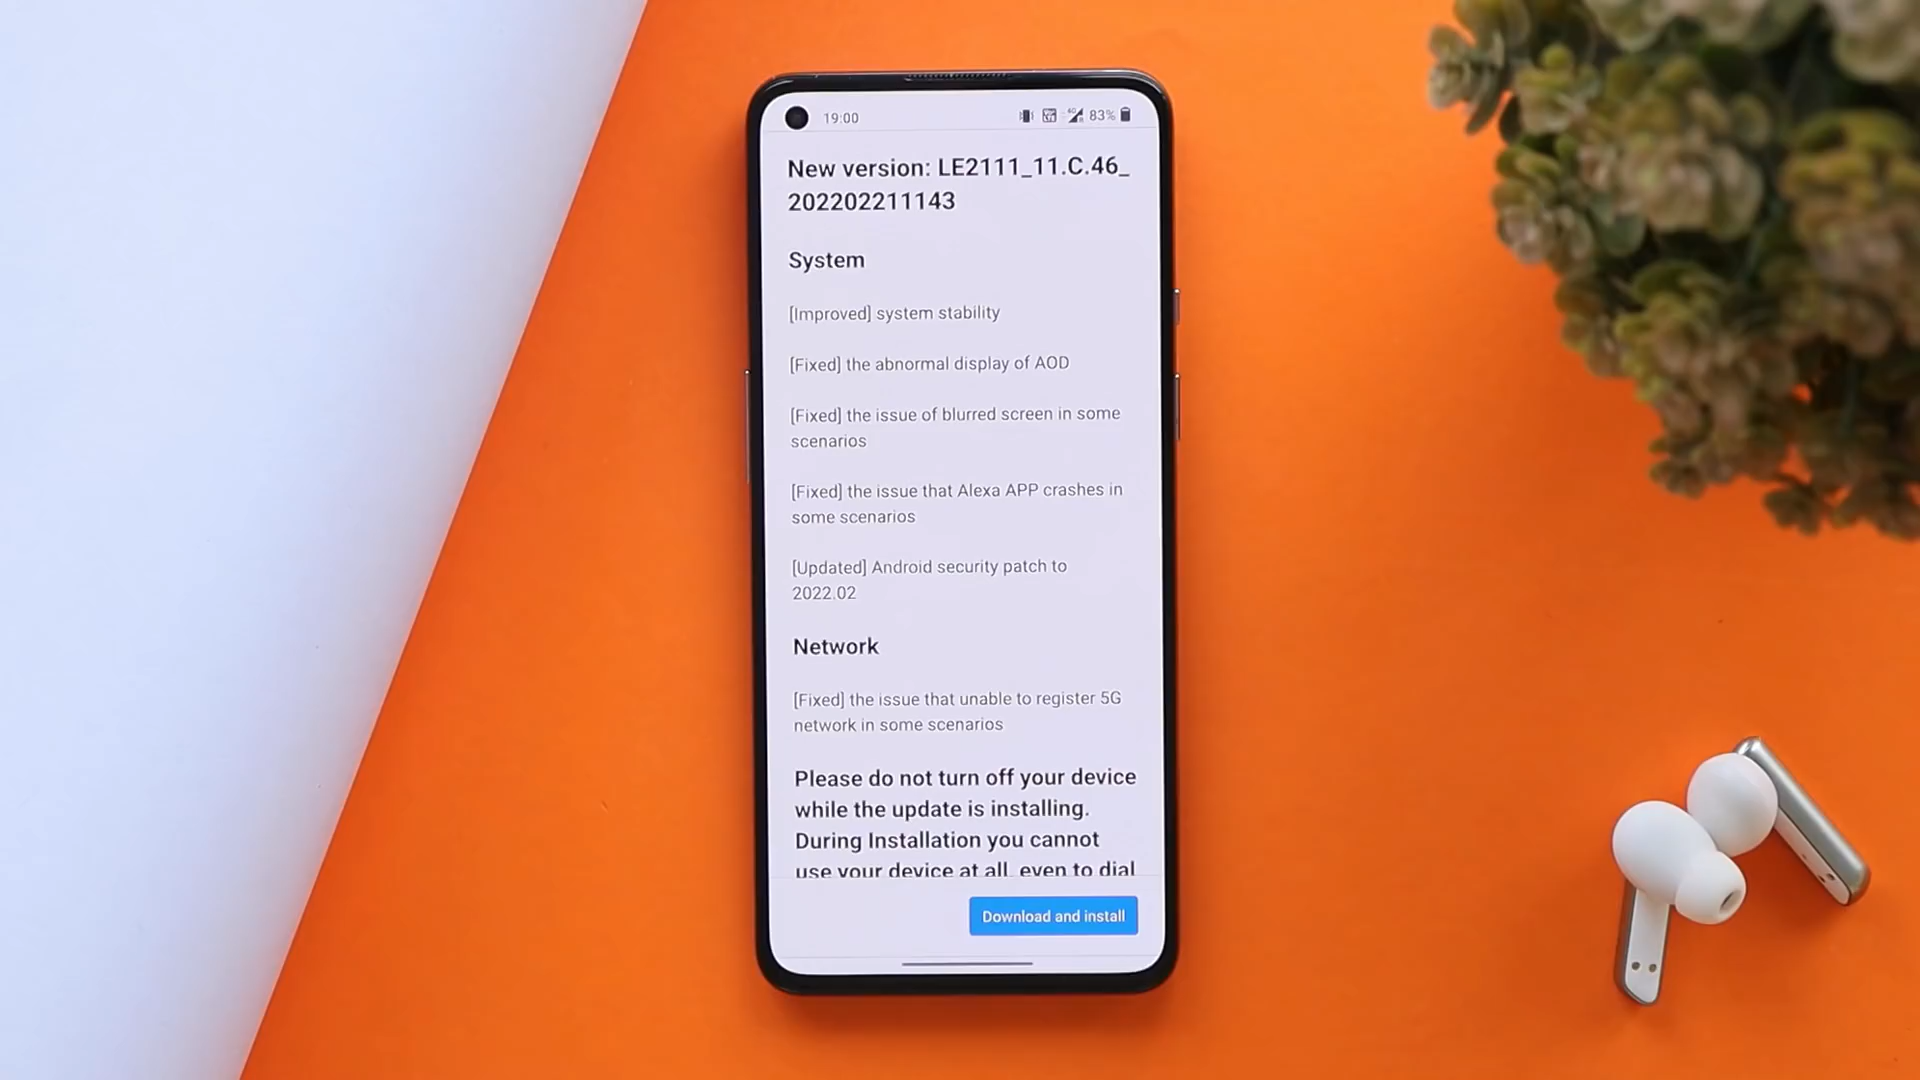 19:00
83%
New version: LE2111_11.C.46_
202202211143
System
[Improved] system stability
[Fixed] the abnormal display of AOD
[Fixed] the issue of blurred screen in some
scenarios
[Fixed] the issue that Alexa APP crashes in
some scenarios
[Updated] Android security patch to
2022.02
Network
[Fixed] the issue that unable to register 5G
network in some scenarios
Please do not turn off your device
while the update is installing.
During Installation you cannot
use your device at all, even to dial
Download and install